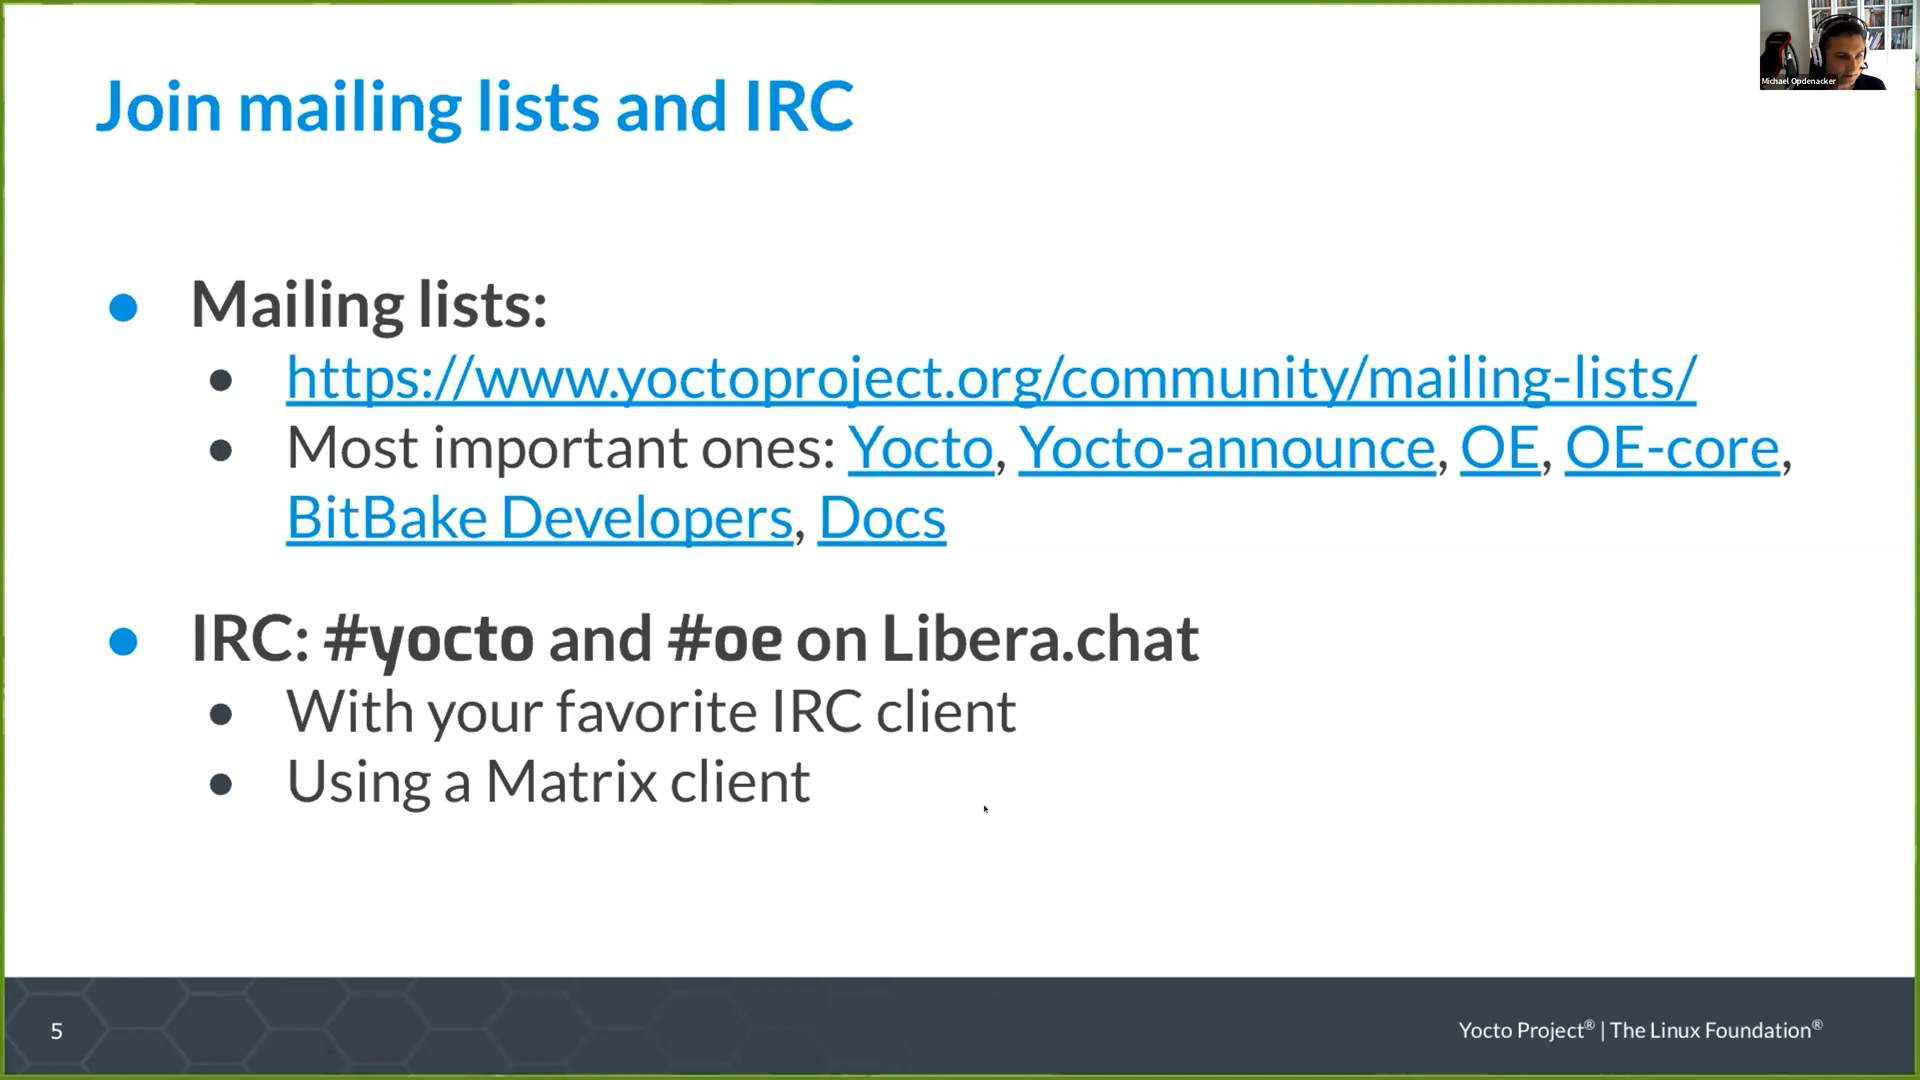 Join mailing lists and IRC
Michael Opdenacker
Mailing lists:
https://www.yoctoproject.org/community/mailing-lists/
Most important ones: Yocto, Yocto-announce, OE, OE-core,
BitBake Developers, Docs
IRC: #yocto and #oe on Libera.chat
With your favorite IRC client
Using a Matrix client
5
Yocto Project® | The Linux Foundation®